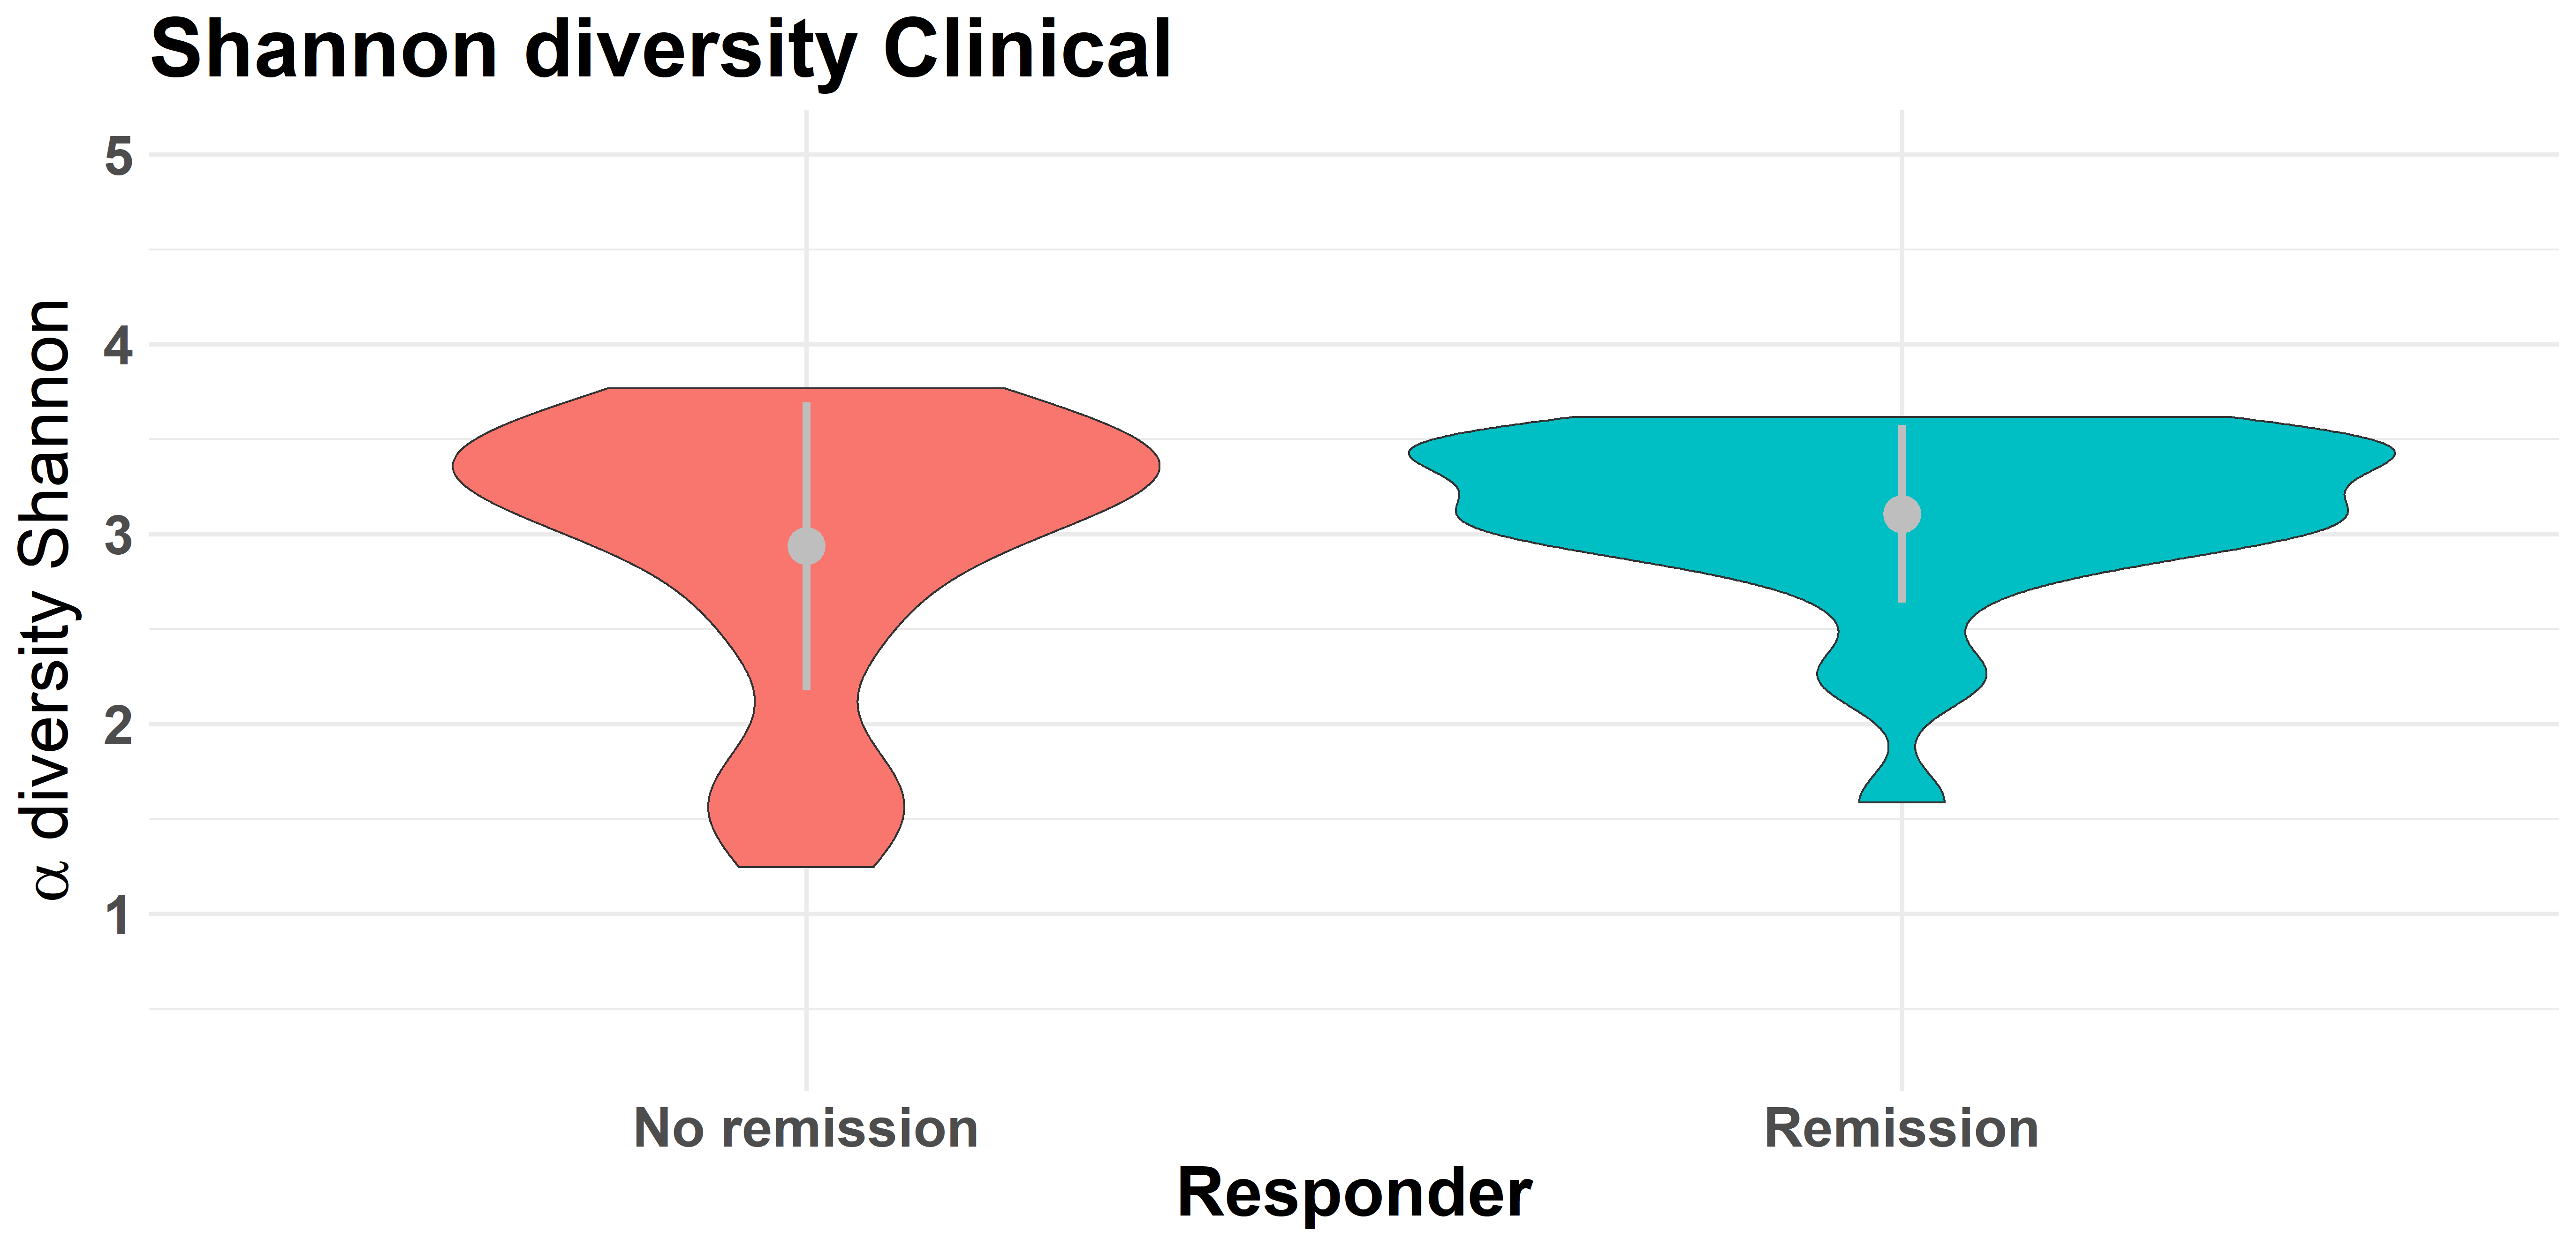 Shannon diversity Clinical
α diversity Shannon
5
4
3
2
1
No remission
Remission
Responder